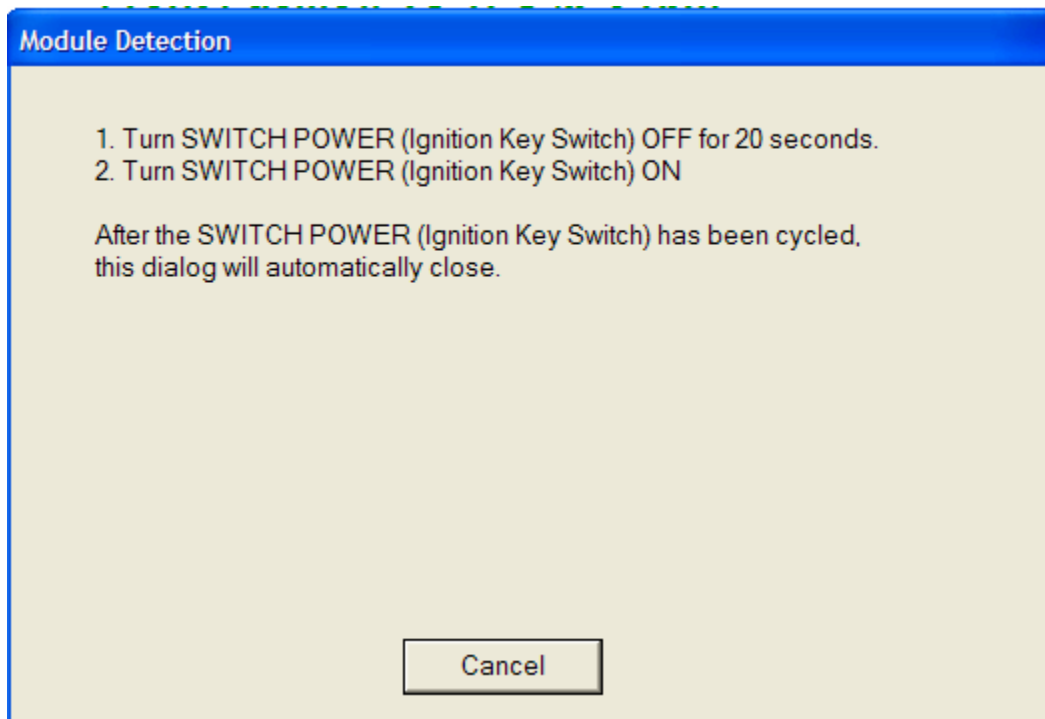 Module Detection
1. Turn SWITCH POWER (Ignition Key Switch) OFF for 20 seconds.
2. Turn SWITCH POWER (Ignition Key Switch) ON
After the SWITCH POWER (Ignition Key Switch) has been cycled,
this dialog will automatically close.
Cancel